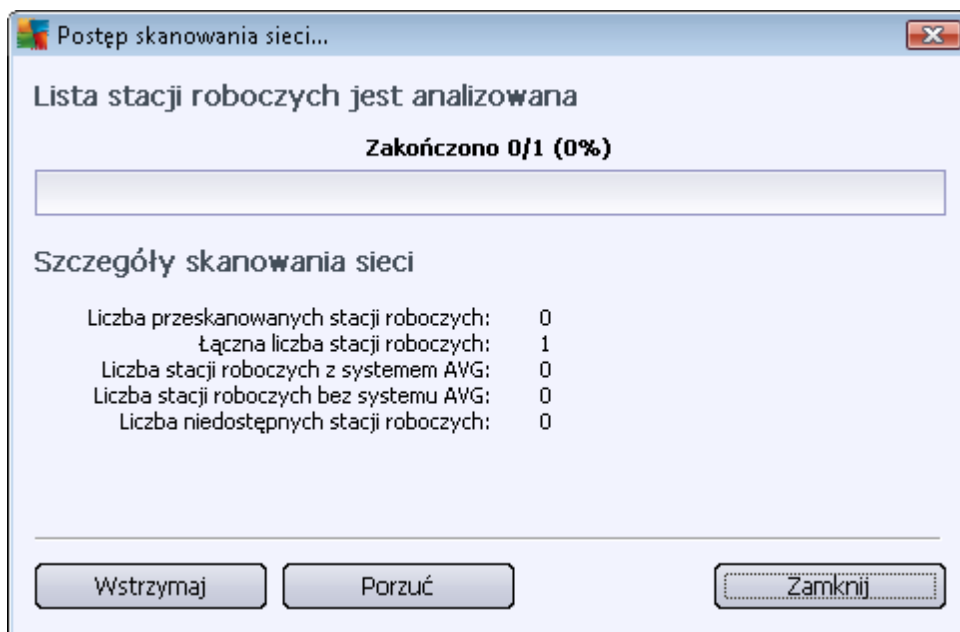 Postęp skanowania sieci...
Lista stacji roboczych jest analizowana
Zakończono 0/1 (0%)
Szczegóły skanowania sieci
Liczba przeskanowanych stacji roboczych: 0
Łączna liczba stacji roboczych: 1
Liczba stacji roboczych z systemem AVG: 0
Liczba stacji roboczych bez systemu AVG: 0
Liczba niedostępnych stacji roboczych: 0
Wstrzymaj Porzuć Zamknij